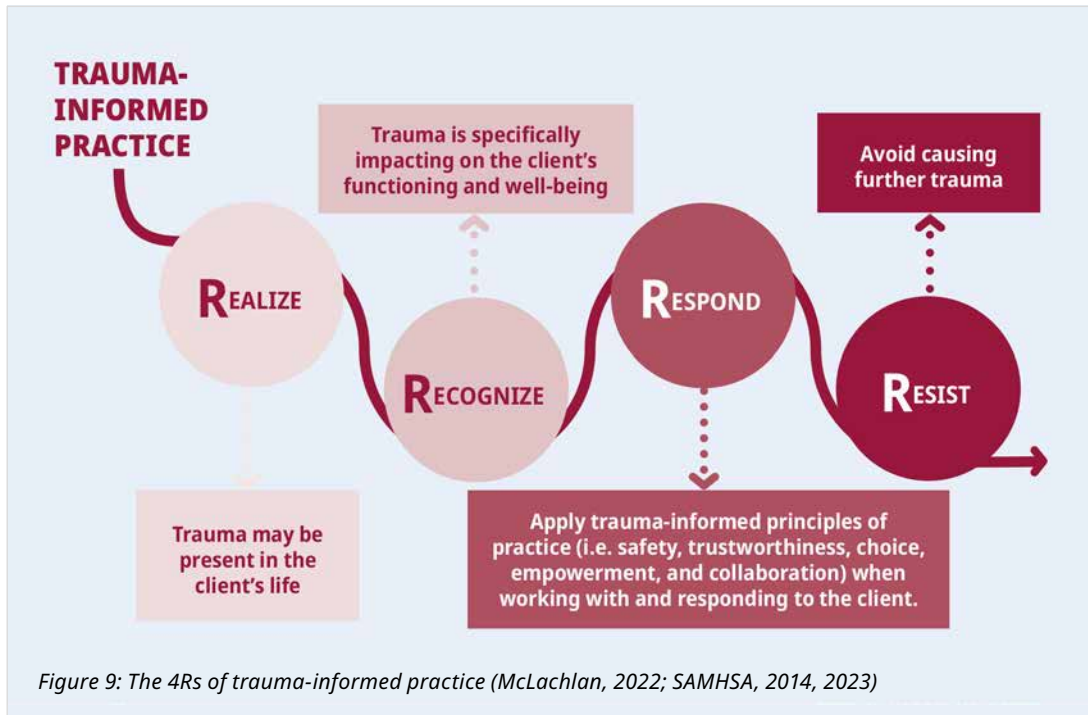 TRAUMA-
INFORMED
PRACTICE
Trauma is specifically
impacting on the client's
functioning and well-being
Avoid causing
further trauma
REALIZE
RECOGNIZE
RESPOND
RESIST
Trauma may be
present in the
client's life
Apply trauma-informed principles of
practice (i.e. safety, trustworthiness, choice,
empowerment, and collaboration) when
working with and responding to the client.
Figure 9: The 4Rs of trauma-informed practice (McLachlan, 2022; SAMHSA, 2014, 2023)